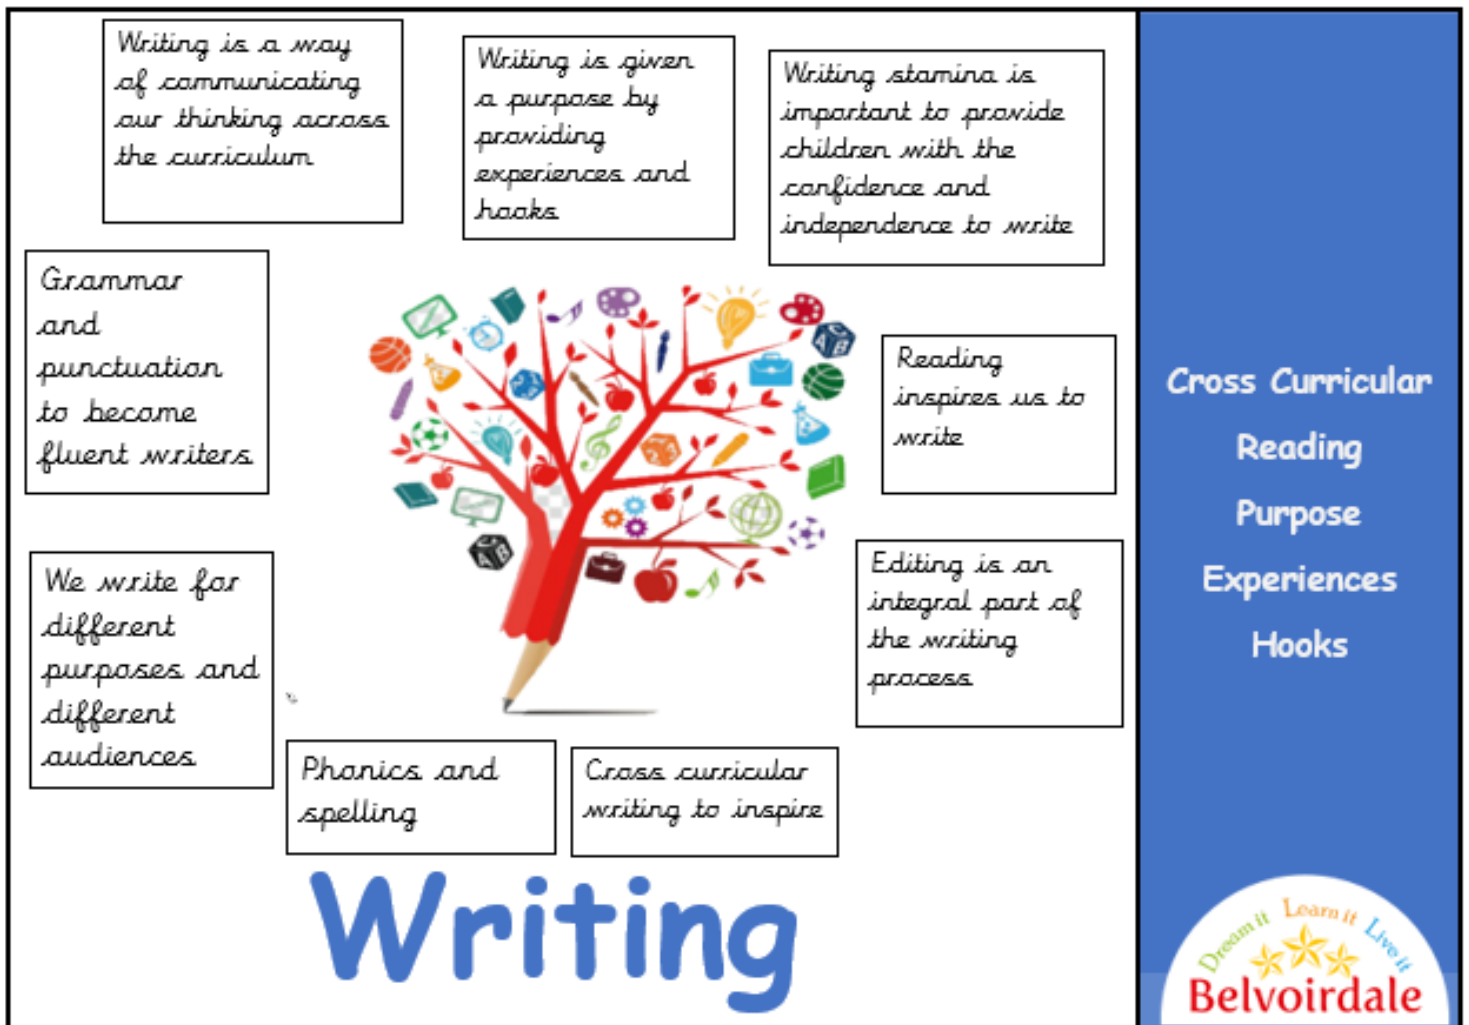 Writing is a way
of communicating
our thinking across
the curriculum
Writing is given
a purpose by
providing
experiences and
hooks
Writing stamina is
important to provide
children with the
confidence and
independence to write
Grammar
and
punctuation
to become
fluent writers
Reading
inspires us to
write
We write for
different
purposes and
different
audiences
Editing is an
integral part of
the writing
process
Phonics and
spelling
Cross curricular
writing to inspire
Writing
Cross Curricular
Reading
Purpose
Experiences
Hooks
Dream it Learn it Live it
Belvoirdale